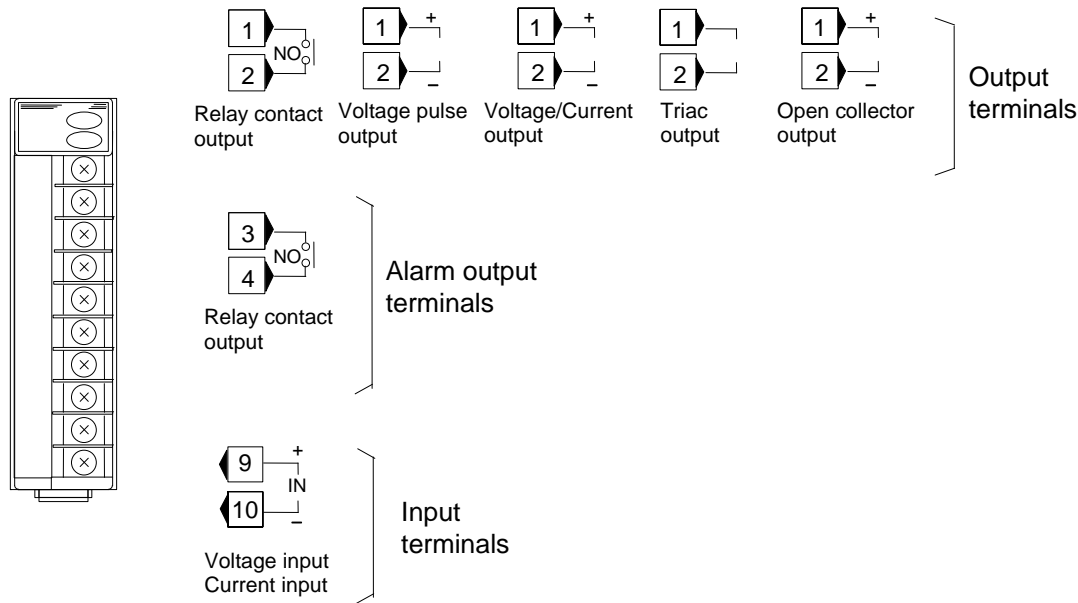 1
NO
2
Relay contact
output
1
+
2
–
Voltage pulse
output
1
+
2
–
Voltage/Current
output
1
2
Triac
output
1
+
2
–
Open collector
output
Output
terminals
3
NO
4
Relay contact
output
Alarm output
terminals
9
+
IN
10
–
Voltage input
Current input
Input
terminals